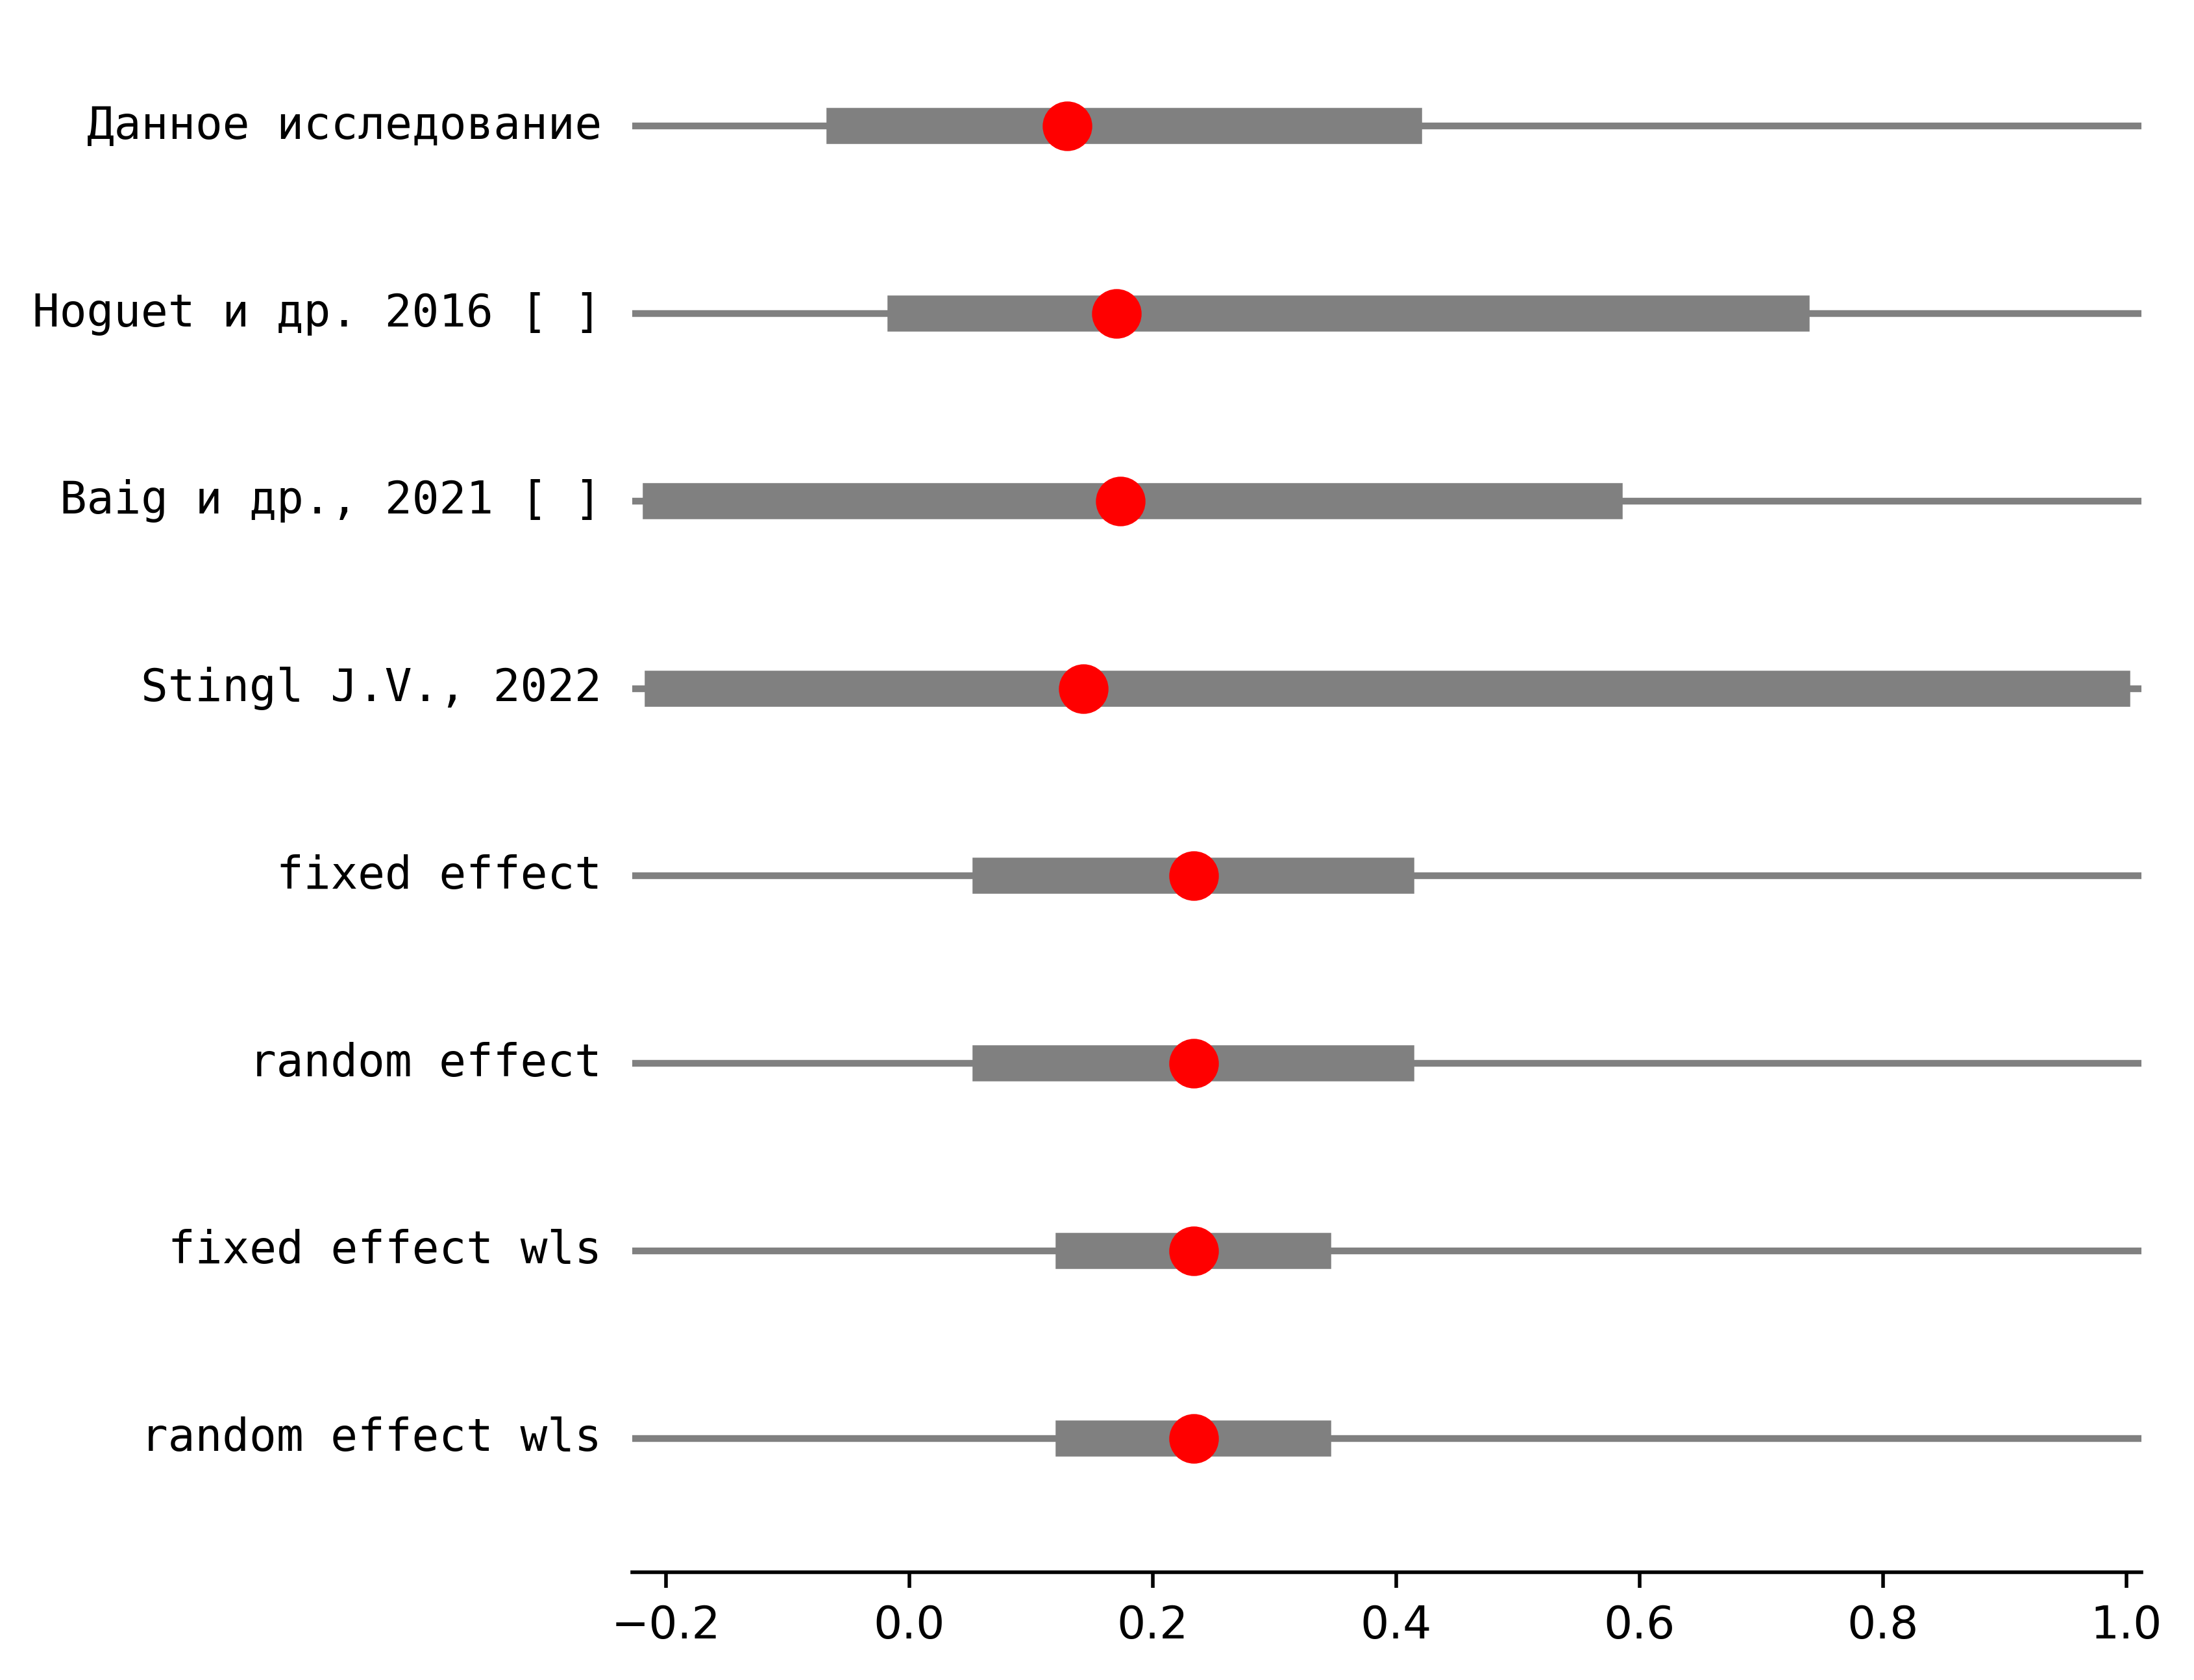 Данное исследование
Hoguet и др. 2016 [ ]
Baig и др., 2021 [ ]
Stingl J.V., 2022
fixed effect
random effect
fixed effect wls
random effect wls
−0.2 0.0 0.2 0.4 0.6 0.8 1.0